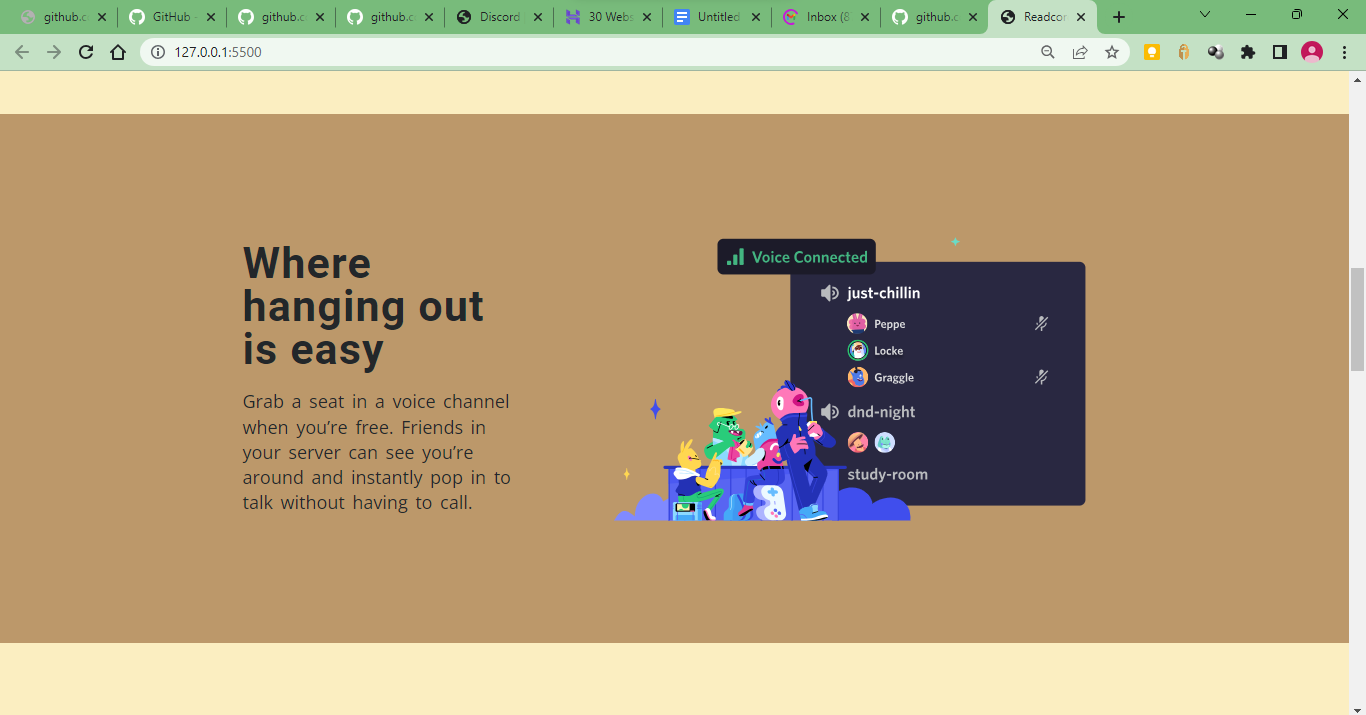 github.c
GitHub -
github.c
github.c
Discord
30 Webs
Untitled
Inbox (8
github.c
Readcor
127.0.0.1:5500
Where
hanging out
is easy
Grab a seat in a voice channel
when you’re free. Friends in
your server can see you’re
around and instantly pop in to
talk without having to call.
Voice Connected
just-chillin
Peppe
Locke
Graggle
dnd-night
study-room